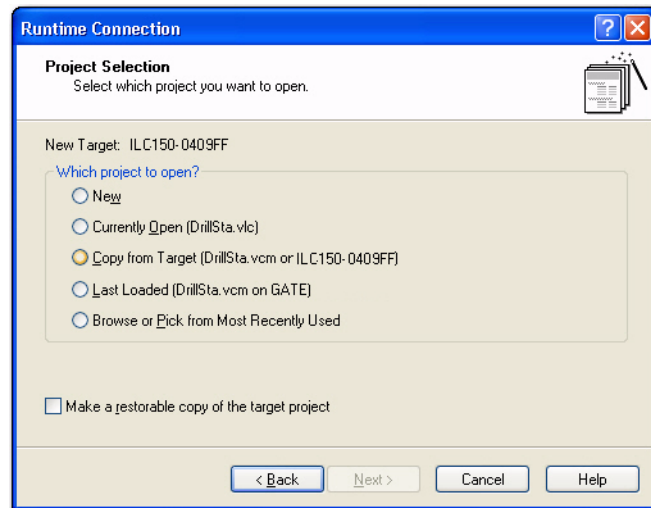 Runtime Connection
Project Selection
Select which project you want to open.
New Target: ILC150-0409FF
Which project to open?
New
Currently Open (DrillSta.vlc)
Copy from Target (DrillSta.vcm or ILC150-0409FF)
Last Loaded (DrillSta.vcm on GATE)
Browse or Pick from Most Recently Used
Make a restorable copy of the target project
< Back Next > Cancel Help